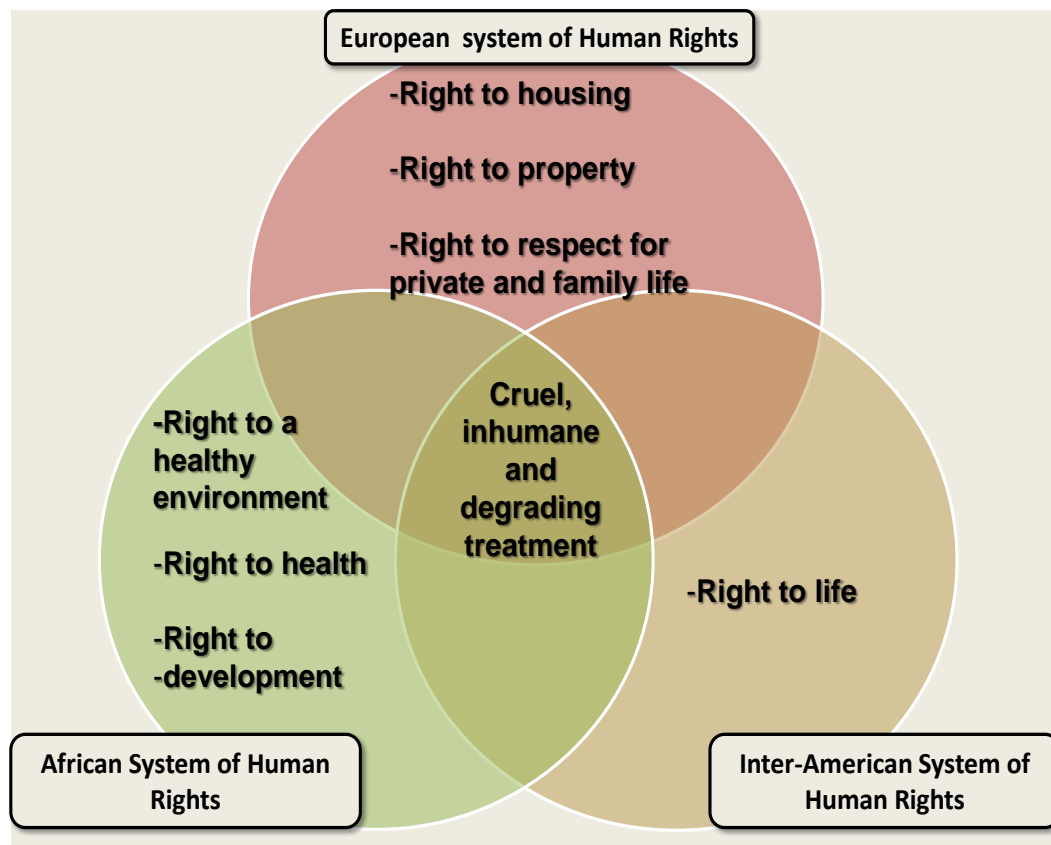 European  system of Human Rights
-Right to housing
-Right to property
-Right to respect for
private and family life
Cruel,
inhumane
and
degrading
treatment
-Right to a
healthy
environment
-Right to health
-Right to
-development
-Right to life
African System of Human
Rights
Inter-American System of
Human Rights